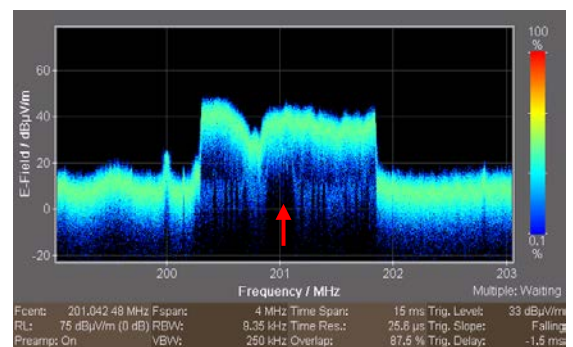 100
%
60
40
20
0
-20
E-Field / dBµV/m
0.1
%
200 201 202 203
Frequency / MHz
Multiple: Waiting
Fcent: 201.042 48 MHz Fspan: 4 MHz Time Span: 15 ms Trig. Level: 33 dBµV/m
RL: 75 dBµV/m (0 dB) RBW: 9.35 kHz Time Res.: 25.6 µs Trig. Slope: Falling
Preamp: On VBW: 250 kHz Overlap: 87.5 % Trig. Delay: -1.5 ms